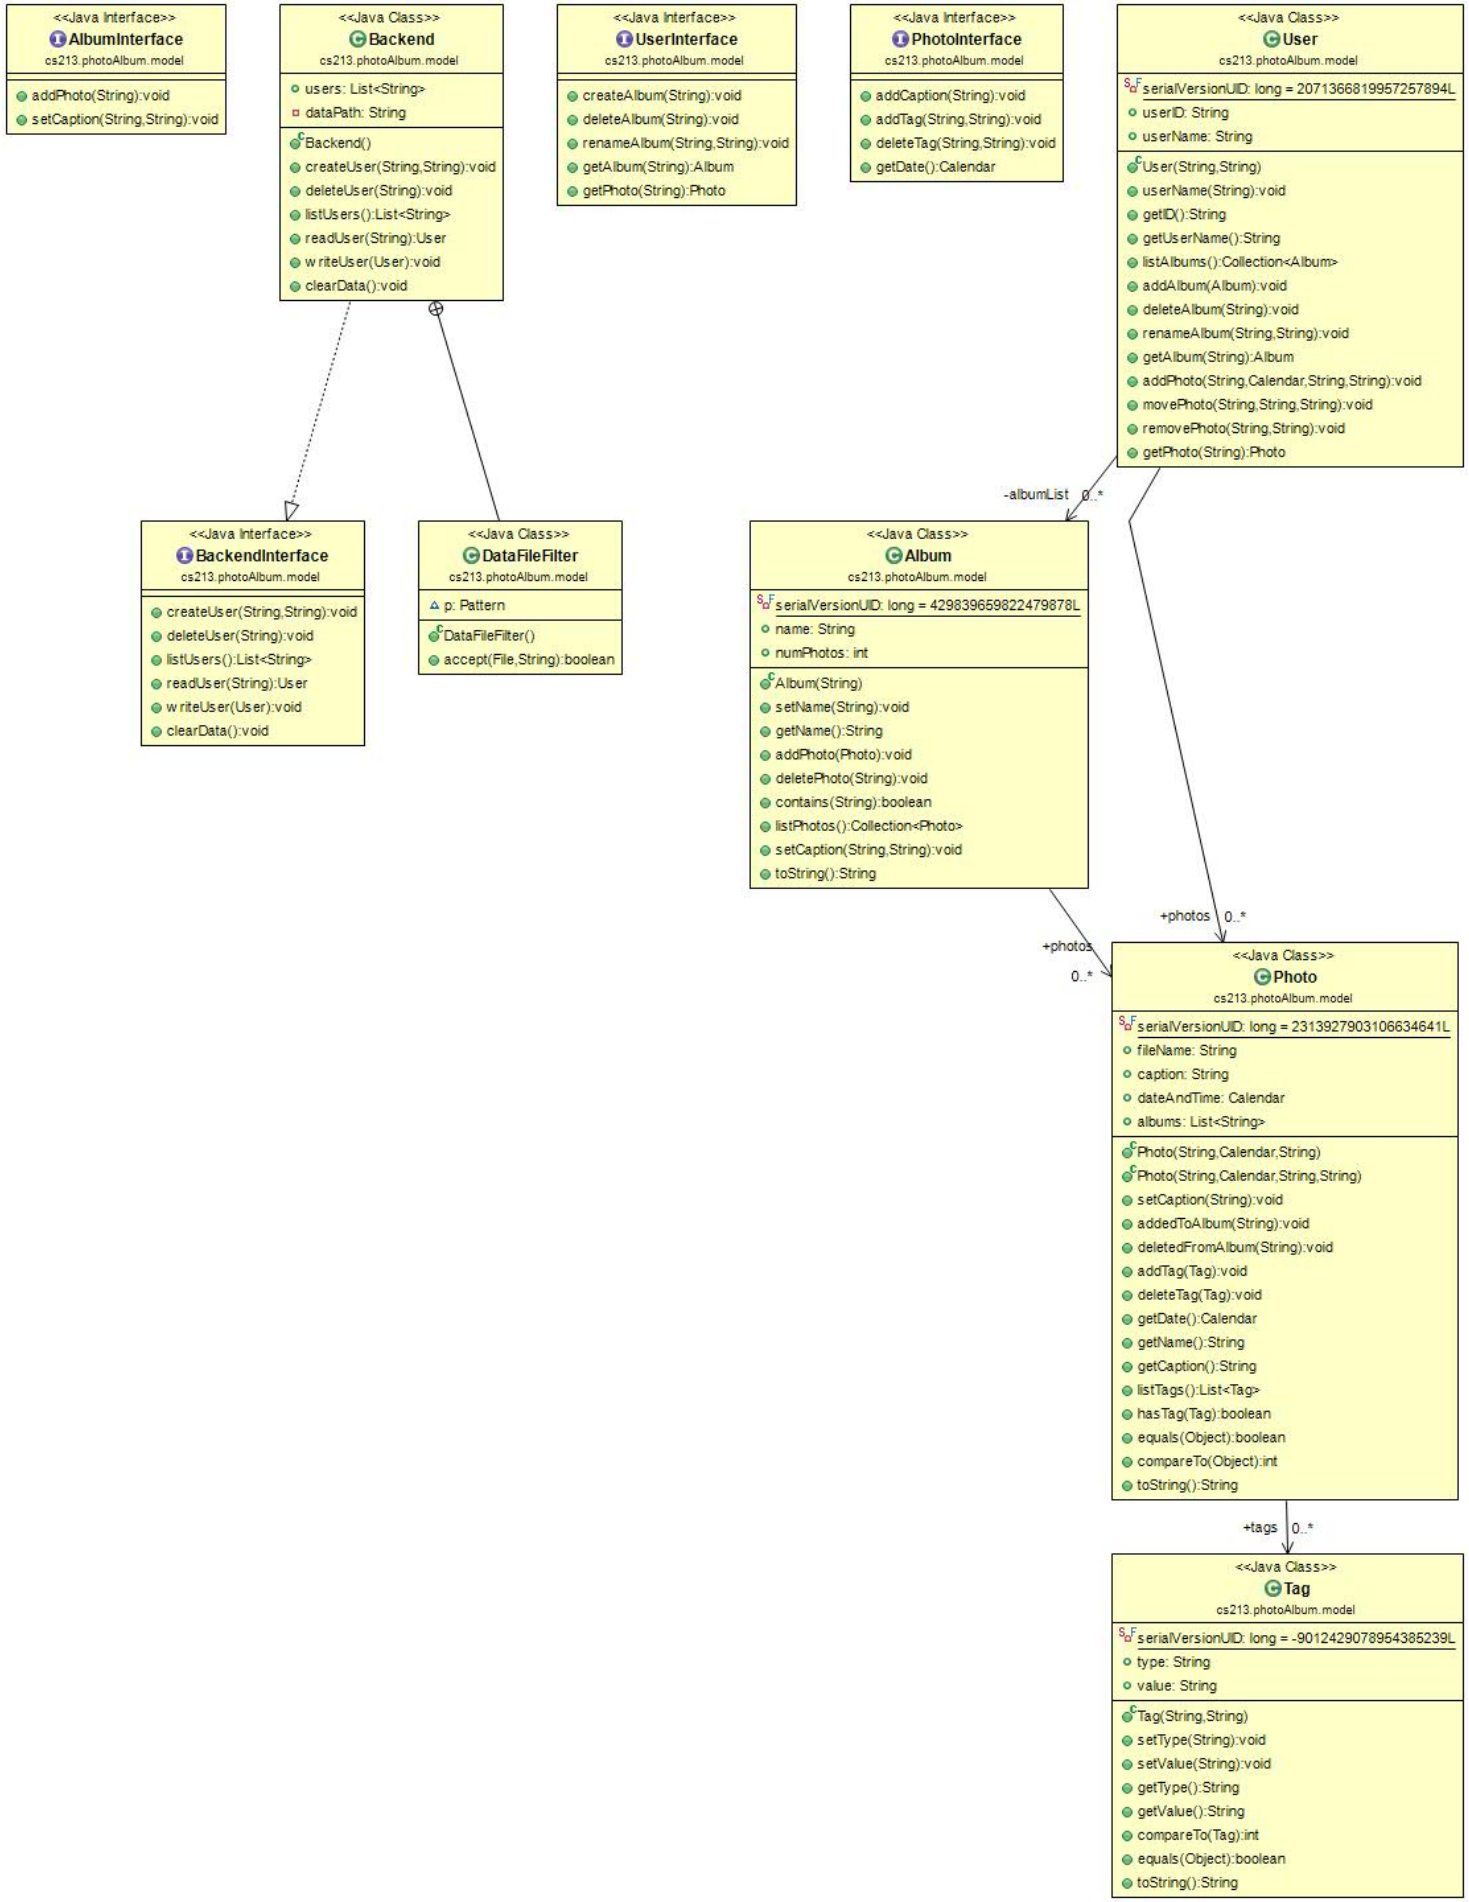 <<Java Interface>>
AlbumInterface
cs213.photoAlbum.model
addPhoto(String):void
setCaption(String,String):void
<<Java Class>>
Backend
cs213.photoAlbum.model
users: List<String>
dataPath: String
Backend()
createUser(String,String):void
deleteUser(String):void
listUsers():List<String>
readUser(String):User
writeUser(User):void
clearData():void
<<Java Interface>>
UserInterface
cs213.photoAlbum.model
createAlbum(String):void
deleteAlbum(String):void
renameAlbum(String,String):void
getAlbum(String):Album
getPhoto(String):Photo
<<Java Interface>>
PhotoInterface
cs213.photoAlbum.model
addCaption(String):void
addTag(String,String):void
deleteTag(String,String):void
getDate():Calendar
<<Java Class>>
User
cs213.photoAlbum.model
serialVersionUID: long = 2071366819957257894L
userID: String
userName: String
User(String,String)
userName(String):void
getID():String
getUserName():String
listAlbums():Collection<Album>
addAlbum(Album):void
deleteAlbum(String):void
renameAlbum(String,String):void
getAlbum(String):Album
addPhoto(String,Calendar,String,String):void
movePhoto(String,String,String):void
removePhoto(String,String):void
getPhoto(String):Photo
-albumList 0..*
<<Java Interface>>
BackendInterface
cs213.photoAlbum.model
createUser(String,String):void
deleteUser(String):void
listUsers():List<String>
readUser(String):User
writeUser(User):void
clearData():void
<<Java Class>>
DataFileFilter
cs213.photoAlbum.model
p: Pattern
DataFileFilter()
accept(File,String):boolean
<<Java Class>>
Album
cs213.photoAlbum.model
serialVersionUID: long = 429839659822479878L
name: String
numPhotos: int
Album(String)
setName(String):void
getName():String
addPhoto(Photo):void
deletePhoto(String):void
contains(String):boolean
listPhotos():Collection<Photo>
setCaption(String,String):void
toString():String
+photos 0..*
+photos
0..*
<<Java Class>>
Photo
cs213.photoAlbum.model
serialVersionUID: long = 2313927903106634641L
fileName: String
caption: String
dateAndTime: Calendar
albums: List<String>
Photo(String,Calendar,String)
Photo(String,Calendar,String,String)
setCaption(String):void
addedToAlbum(String):void
deletedFromAlbum(String):void
addTag(Tag):void
deleteTag(Tag):void
getDate():Calendar
getName():String
getCaption():String
listTags():List<Tag>
hasTag(Tag):boolean
equals(Object):boolean
compareTo(Object):int
toString():String
+tags 0..*
<<Java Class>>
Tag
cs213.photoAlbum.model
serialVersionUID: long = -9012429078954385239L
type: String
value: String
Tag(String,String)
setType(String):void
setValue(String):void
getType():String
getValue():String
compareTo(Tag):int
equals(Object):boolean
toString():String